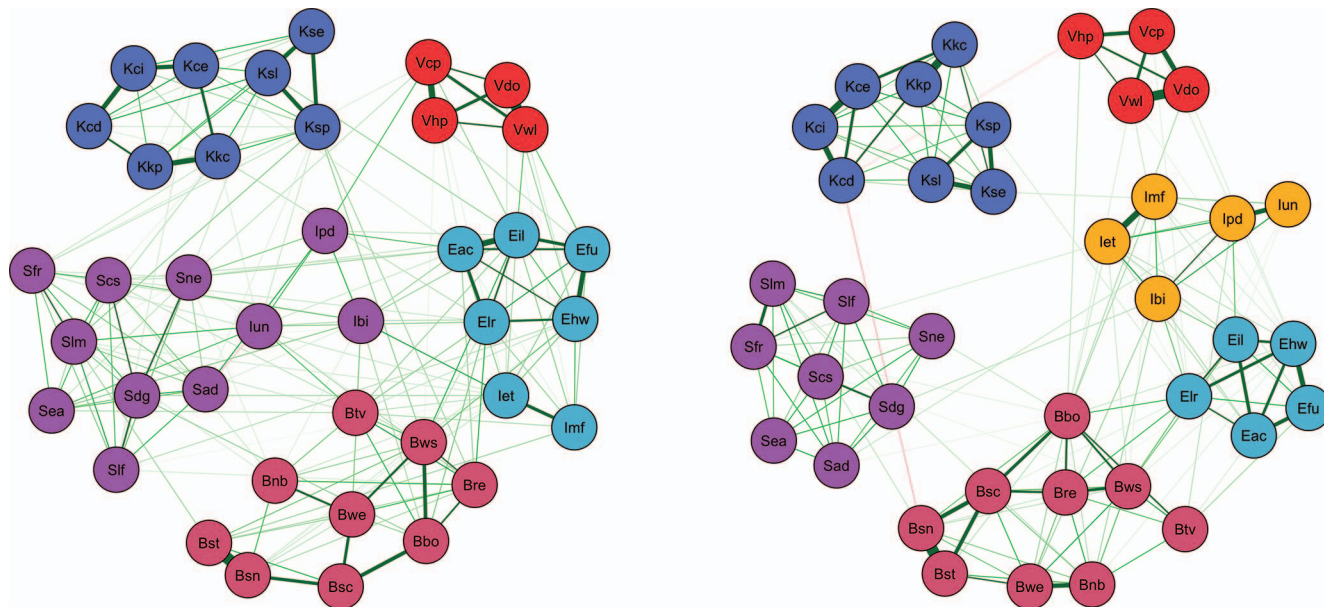 Kse
Kci
Kce
Ksl
Kcd
Ksp
Kkp
Kkc
Vcp
Vdo
Vhp
Vwl
Ipd
Eac
Eil
Efu
Sfr
Scs
Sne
Iun
Ibi
Elr
Ehw
Slm
Sea
Sdg
Sad
Slf
Iet
Imf
Btv
Bws
Bnb
Bre
Bwe
Bbo
Bst
Bsn
Bsc
Kkc
Kce
Kkp
Kci
Ksp
Kcd
Ksl
Kse
Vhp
Vcp
Vwl
Vdo
Imf
Iun
Ipd
Iet
Ibi
Slm
Slf
Sfr
Sne
Scs
Sdg
Sea
Sad
Eil
Ehw
Elr
Efu
Eac
Bbo
Bsc
Bre
Bws
Bsn
Btv
Bst
Bwe
Bnb